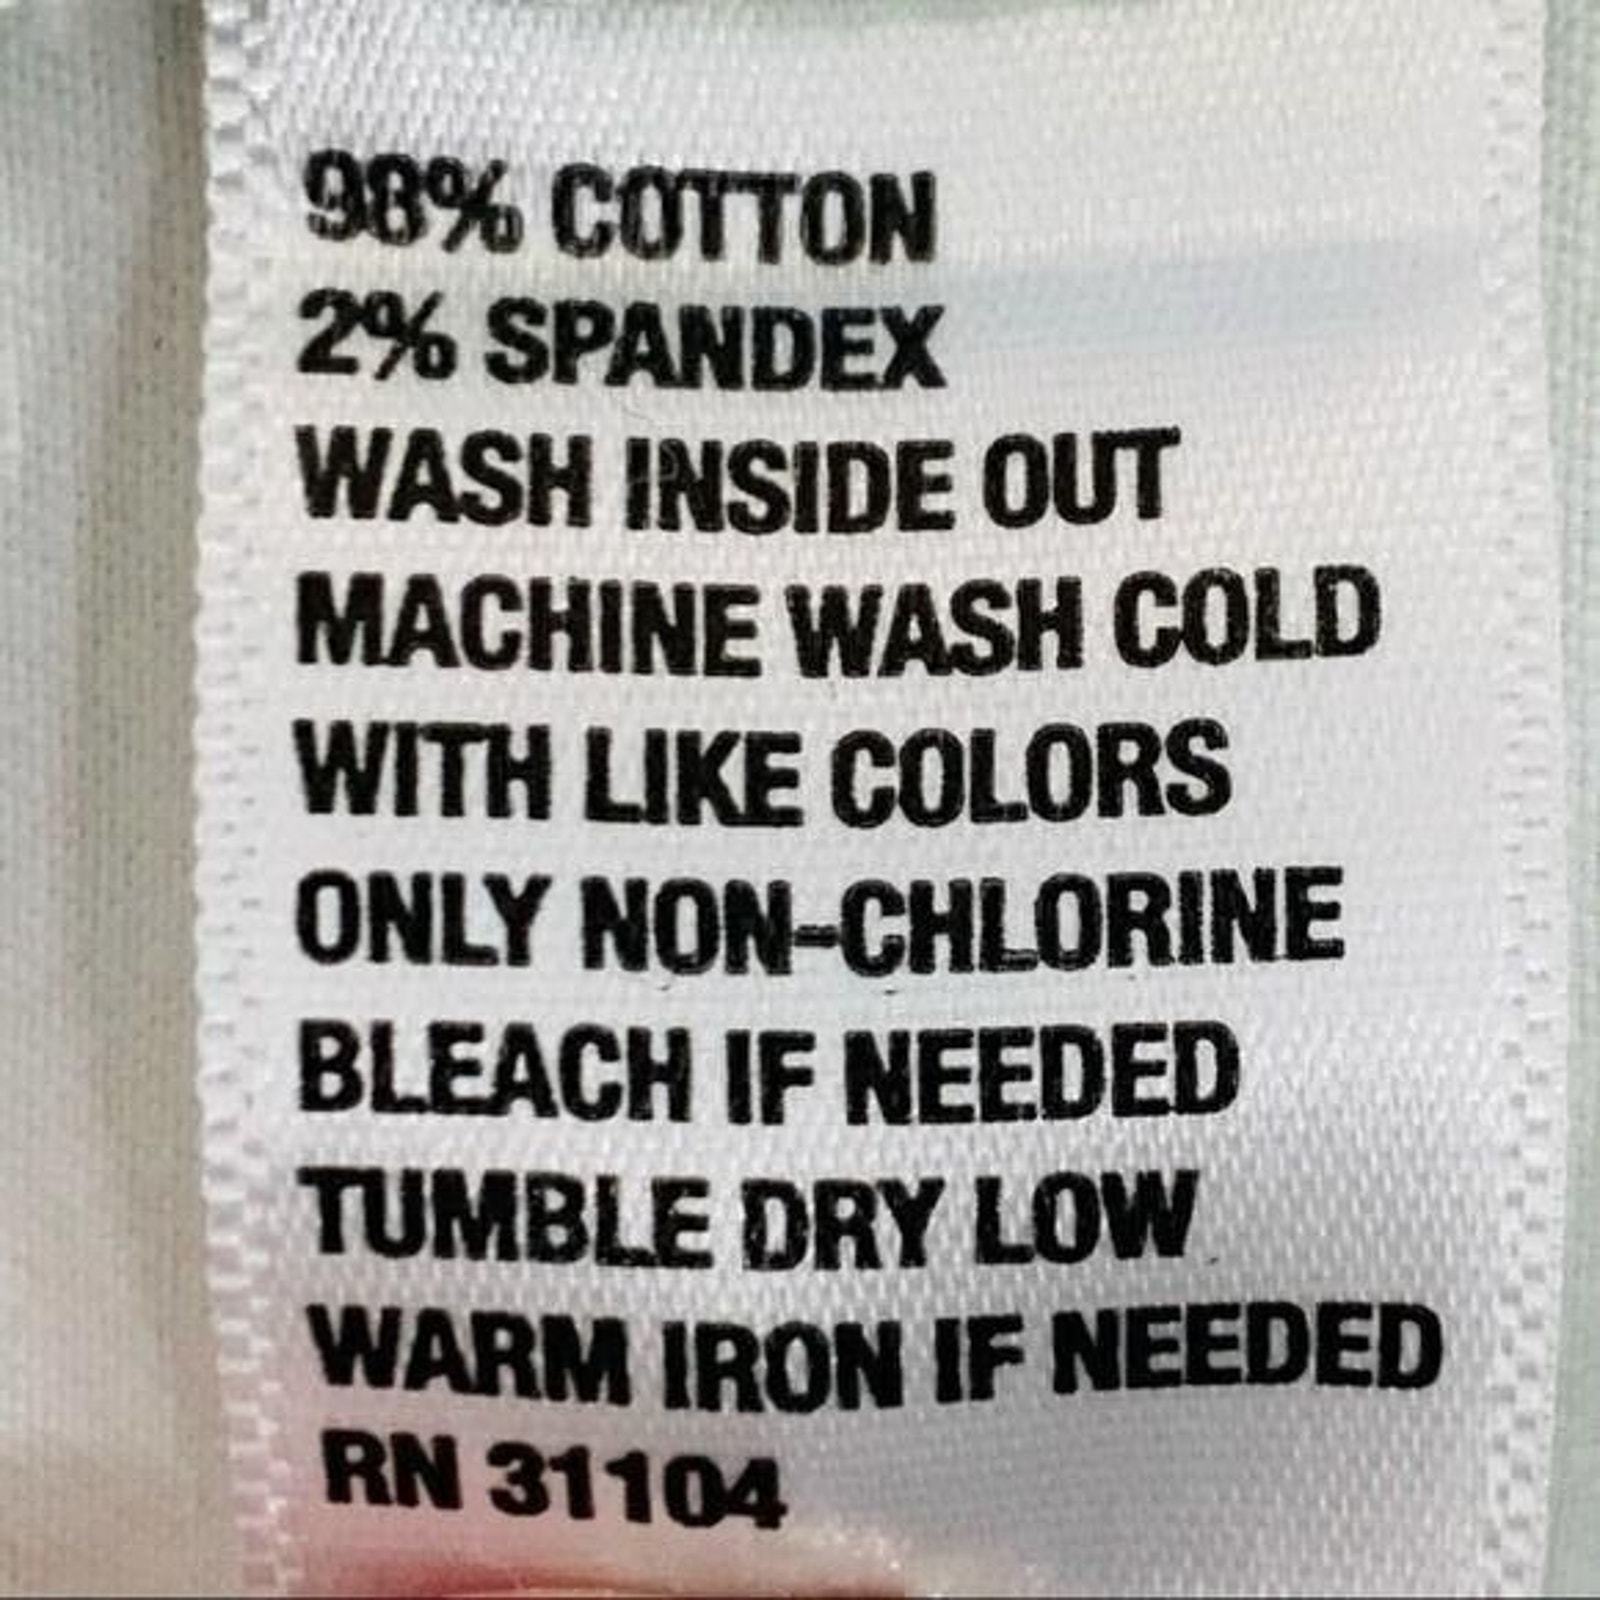 98% COTTON
2% SPANDEX
WASH INSIDE OUT
MACHINE WASH COLD
WITH LIKE COLORS
ONLY NON-CHLORINE
BLEACH IF NEEDED
TUMBLE DRY LOW
WARM IRON IF NEEDED
RN 31104